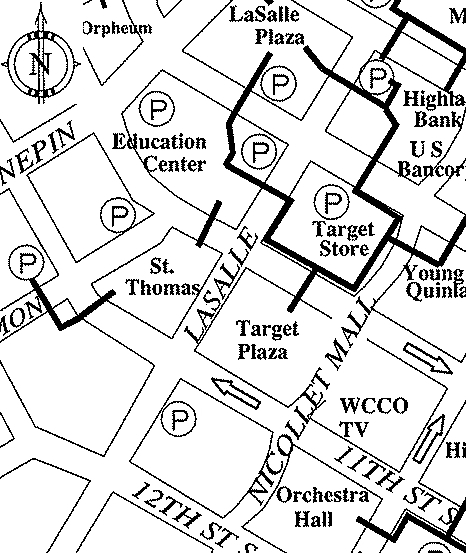 LaSalle
Plaza
M
Orpheum
N
P
P
P
P
Highla
Bank
U S
Bancor
NEPIN
Education
Center
P
P
P
Target
Store
P
St.
Thomas
LASALLE
Young
Quinla
MON
Target
Plaza
NICOLLET MALL
WCCO
TV
P
Hi
11TH ST S
12TH ST S
Orchestra
Hall